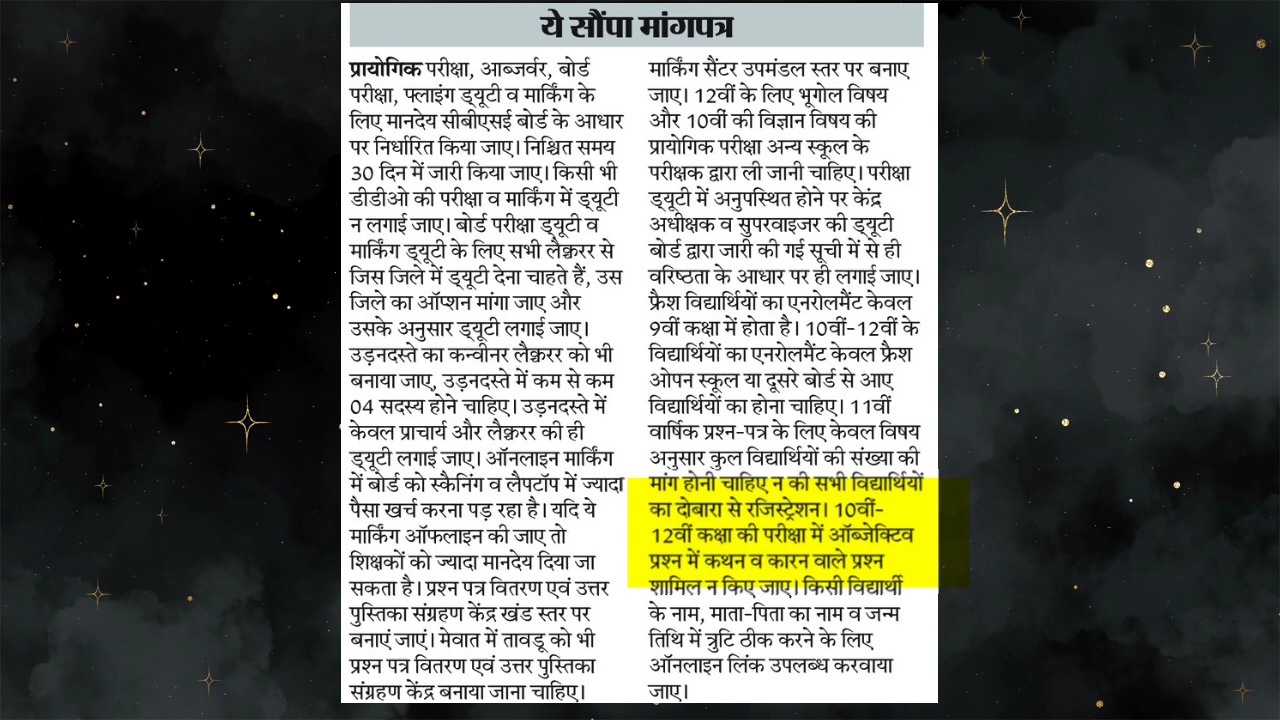 ये सौंपा मांगपत्र
प्रायोगिक परीक्षा, आब्जर्वर, बोर्ड
परीक्षा, फ्लाइंग ड्यूटी व मार्किंग के
लिए मानदेय सीबीएसई बोर्ड के आधार
पर निर्धारित किया जाए। निश्चित समय
30 दिन में जारी किया जाए। किसी भी
डीडीओ की परीक्षा व मार्किंग में ड्यूटी
न लगाई जाए। बोर्ड परीक्षा ड्यूटी व
मार्किंग ड्यूटी के लिए सभी लैक्चरर से
जिस जिले में ड्यूटी देना चाहते हैं, उस
जिले का ऑप्शन मांगा जाए और
उसके अनुसार ड्यूटी लगाई जाए।
उड़नदस्ते का कन्वीनर लैक्चरर को भी
बनाया जाए, उड़नदस्ते में कम से कम
04 सदस्य होने चाहिए। उड़नदस्ते में
केवल प्राचार्य और लैक्चरर की ही
ड्यूटी लगाई जाए। ऑनलाइन मार्किंग
में बोर्ड को स्कैनिंग व लैपटॉप में ज्यादा
पैसा खर्च करना पड़ रहा है। यदि ये
मार्किंग ऑफलाइन की जाए तो
शिक्षकों को ज्यादा मानदेय दिया जा
सकता है। प्रश्न पत्र वितरण एवं उत्तर
पुस्तिका संग्रहण केंद्र खंड स्तर पर
बनाएं जाएं। मेवात में तावडू को भी
प्रश्न पत्र वितरण एवं उत्तर पुस्तिका
संग्रहण केंद्र बनाया जाना चाहिए।
मार्किंग सैंटर उपमंडल स्तर पर बनाए
जाए। 12वीं के लिए भूगोल विषय
और 10वीं की विज्ञान विषय की
प्रायोगिक परीक्षा अन्य स्कूल के
परीक्षक द्वारा ली जानी चाहिए। परीक्षा
ड्यूटी में अनुपस्थित होने पर केंद्र
अधीक्षक व सुपरवाइजर की ड्यूटी
बोर्ड द्वारा जारी की गई सूची में से ही
वरिष्ठता के आधार पर ही लगाई जाए।
फ्रैश विद्यार्थियों का एनरोलमैंट केवल
9वीं कक्षा में होता है। 10वीं-12वीं के
विद्यार्थियों का एनरोलमैंट केवल फ्रैश
ओपन स्कूल या दूसरे बोर्ड से आए
विद्यार्थियों का होना चाहिए। 11वीं
वार्षिक प्रश्न-पत्र के लिए केवल विषय
अनुसार कुल विद्यार्थियों की संख्या की
मांग होनी चाहिए न की सभी विद्यार्थियों
का दोबारा से रजिस्ट्रेशन। 10वीं-
12वीं कक्षा की परीक्षा में ऑब्जेक्टिव
प्रश्न में कथन व कारन वाले प्रश्न
शामिल न किए जाए। किसी विद्यार्थी
के नाम, माता-पिता का नाम व जन्म
तिथि में त्रुटि ठीक करने के लिए
ऑनलाइन लिंक उपलब्ध करवाया
जाए।